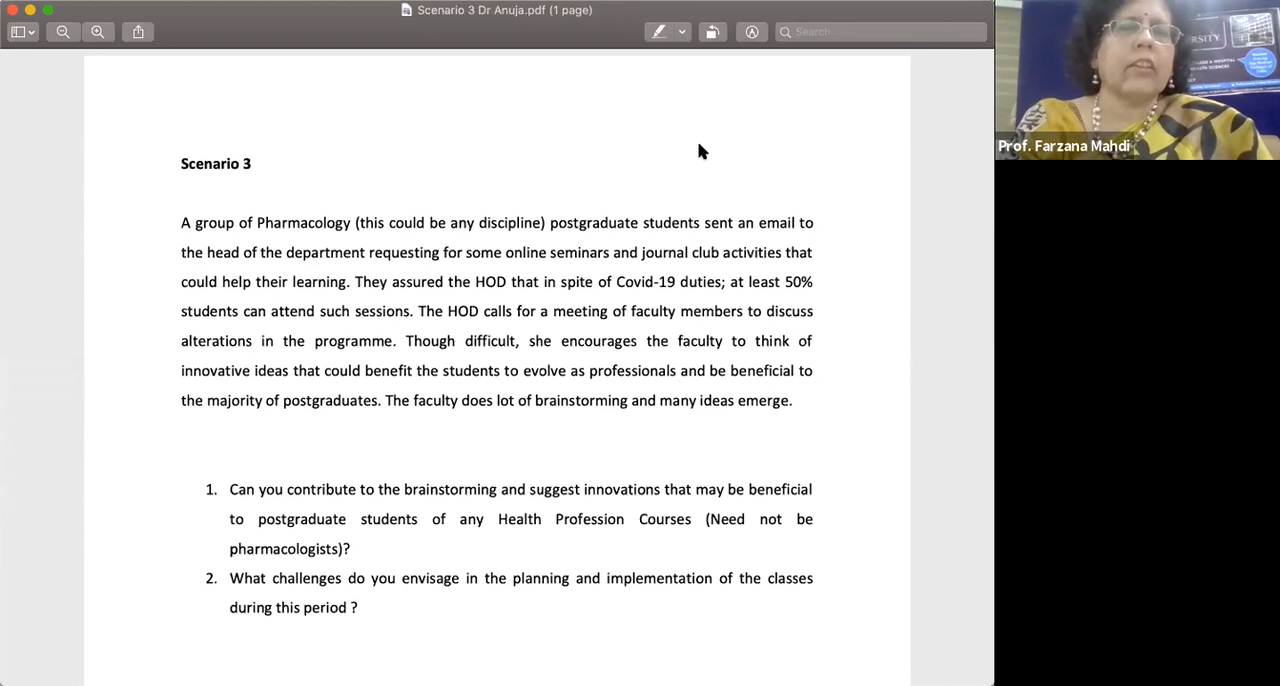 Scenario 3 Dr Anuja.pdf (1 page)
Search
Scenario 3
A group of Pharmacology (this could be any discipline) postgraduate students sent an email to
the head of the department requesting for some online seminars and journal club activities that
could help their learning. They assured the HOD that in spite of Covid-19 duties; at least 50%
students can attend such sessions. The HOD calls for a meeting of faculty members to discuss
alterations in the programme. Though difficult, she encourages the faculty to think of
innovative ideas that could benefit the students to evolve as professionals and be beneficial to
the majority of postgraduates. The faculty does lot of brainstorming and many ideas emerge.
1. Can you contribute to the brainstorming and suggest innovations that may be beneficial
to postgraduate students of any Health Profession Courses (Need not be
pharmacologists)?
2. What challenges do you envisage in the planning and implementation of the classes
during this period ?
RSITY
Prof. Farzana Mahdi